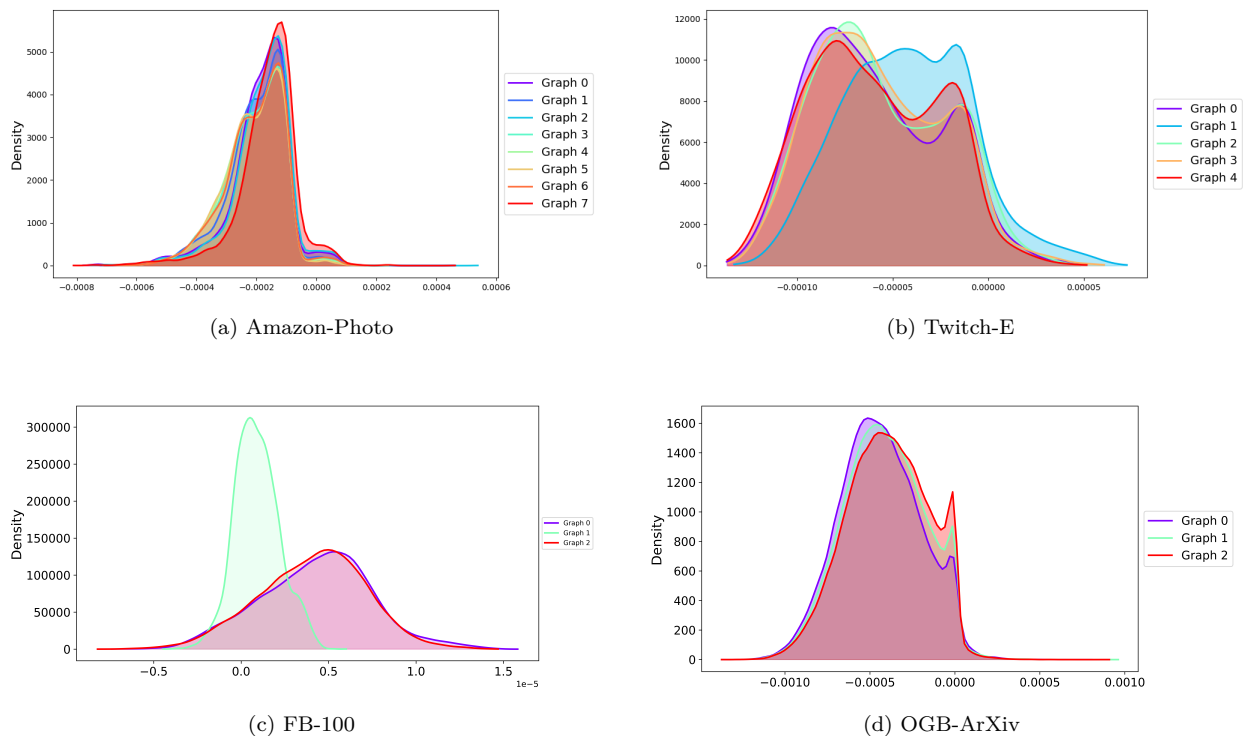 Density
5000
4000
3000
2000
1000
0
−0.0008 −0.0006 −0.0004 −0.0002 0.0000 0.0002 0.0004 0.0006
Graph 0
Graph 1
Graph 2
Graph 3
Graph 4
Graph 5
Graph 6
Graph 7
(a) Amazon-Photo
Density
12000
10000
8000
6000
4000
2000
0
−0.00010 −0.00005 0.00000 0.00005
Graph 0
Graph 1
Graph 2
Graph 3
Graph 4
(b) Twitch-E
Density
300000
250000
200000
150000
100000
50000
0
−0.5 0.0 0.5 1.0 1.5
1e−5
Graph 0
Graph 1
Graph 2
(c) FB-100
Density
1600
1400
1200
1000
800
600
400
200
0
−0.0010 −0.0005 0.0000 0.0005 0.0010
Graph 0
Graph 1
Graph 2
(d) OGB-ArXiv